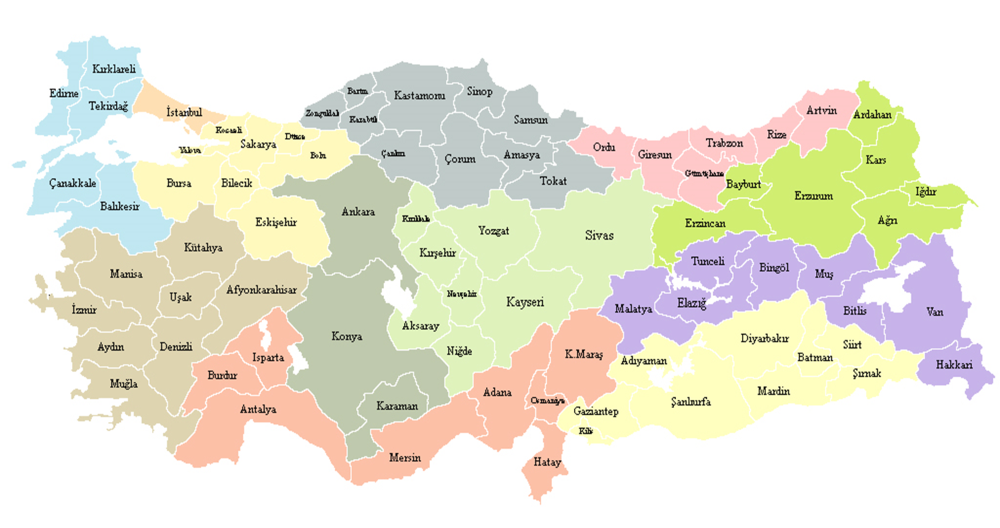 Kırklareli
Edirne
Tekirdağ
İstanbul
Kocaeli
Yalova
Sakarya
Düzce
Bolu
Bursa
Bilecik
Eskişehir
Çanakkale
Balıkesir
Zonguldak
Bartın
Karabük
Kastamonu
Sinop
Samsun
Çankırı
Çorum
Amasya
Tokat
Ordu
Giresun
Gümüşhane
Trabzon
Rize
Artvin
Ardahan
Kars
Bayburt
Erzurum
Iğdır
Ağrı
Erzincan
Ankara
Konya
Karaman
Kırıkkale
Yozgat
Sivas
Kırşehir
Nevşehir
Kayseri
Aksaray
Niğde
Kütahya
Manisa
Uşak
Afyonkarahisar
İzmir
Aydın
Denizli
Muğla
Isparta
Burdur
Antalya
Mersin
Adana
Osmaniye
K.Maraş
Hatay
Tunceli
Bingöl
Muş
Elazığ
Malatya
Bitlis
Van
Hakkari
Diyarbakır
Siirt
Batman
Şırnak
Mardin
Adıyaman
Şanlıurfa
Gaziantep
Kilis